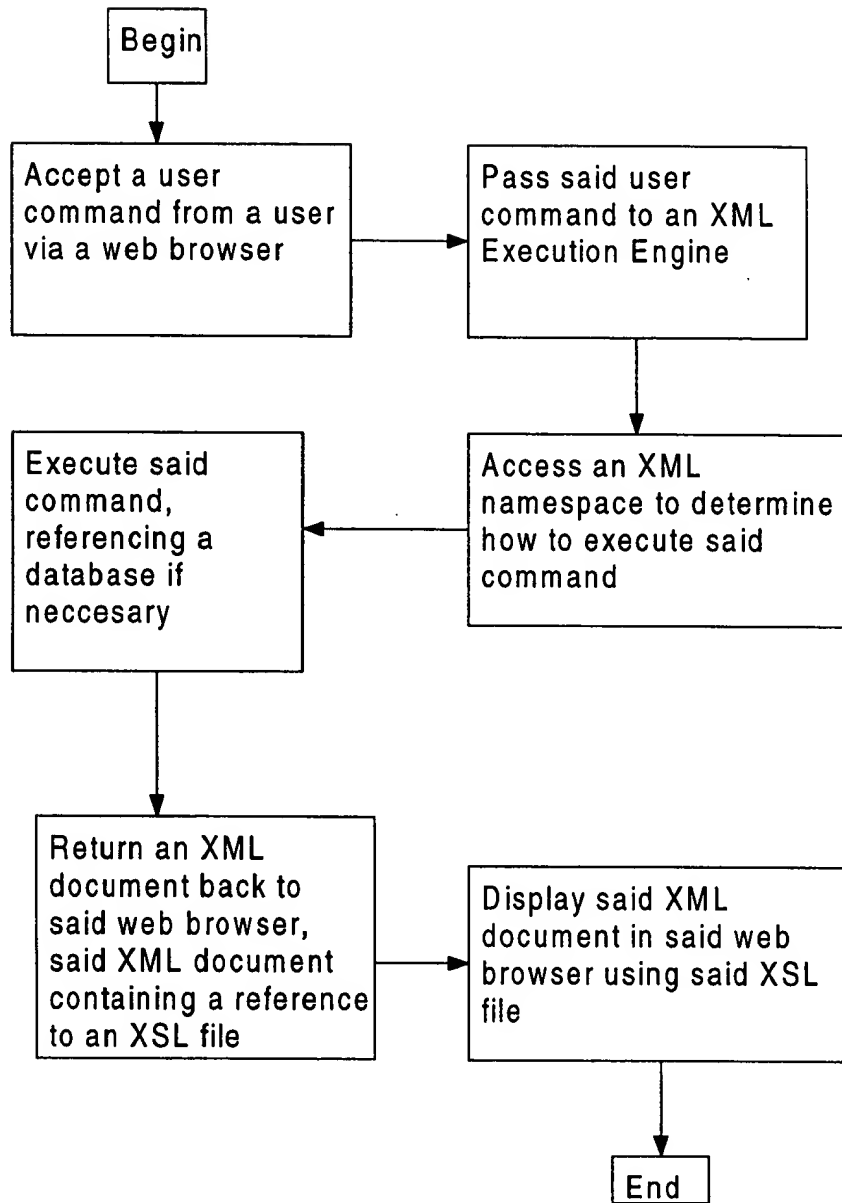 Begin
Accept a user
command from a user
via a web browser
Pass said user
command to an XML
Execution Engine
Access an XML
namespace to determine
how to execute said
command
Execute said
command,
referencing a
database if
neccesary
Return an XML
document back to
said web browser,
said XML document
containing a reference
to an XSL file
Display said XML
document in said web
browser using said XSL
file
End